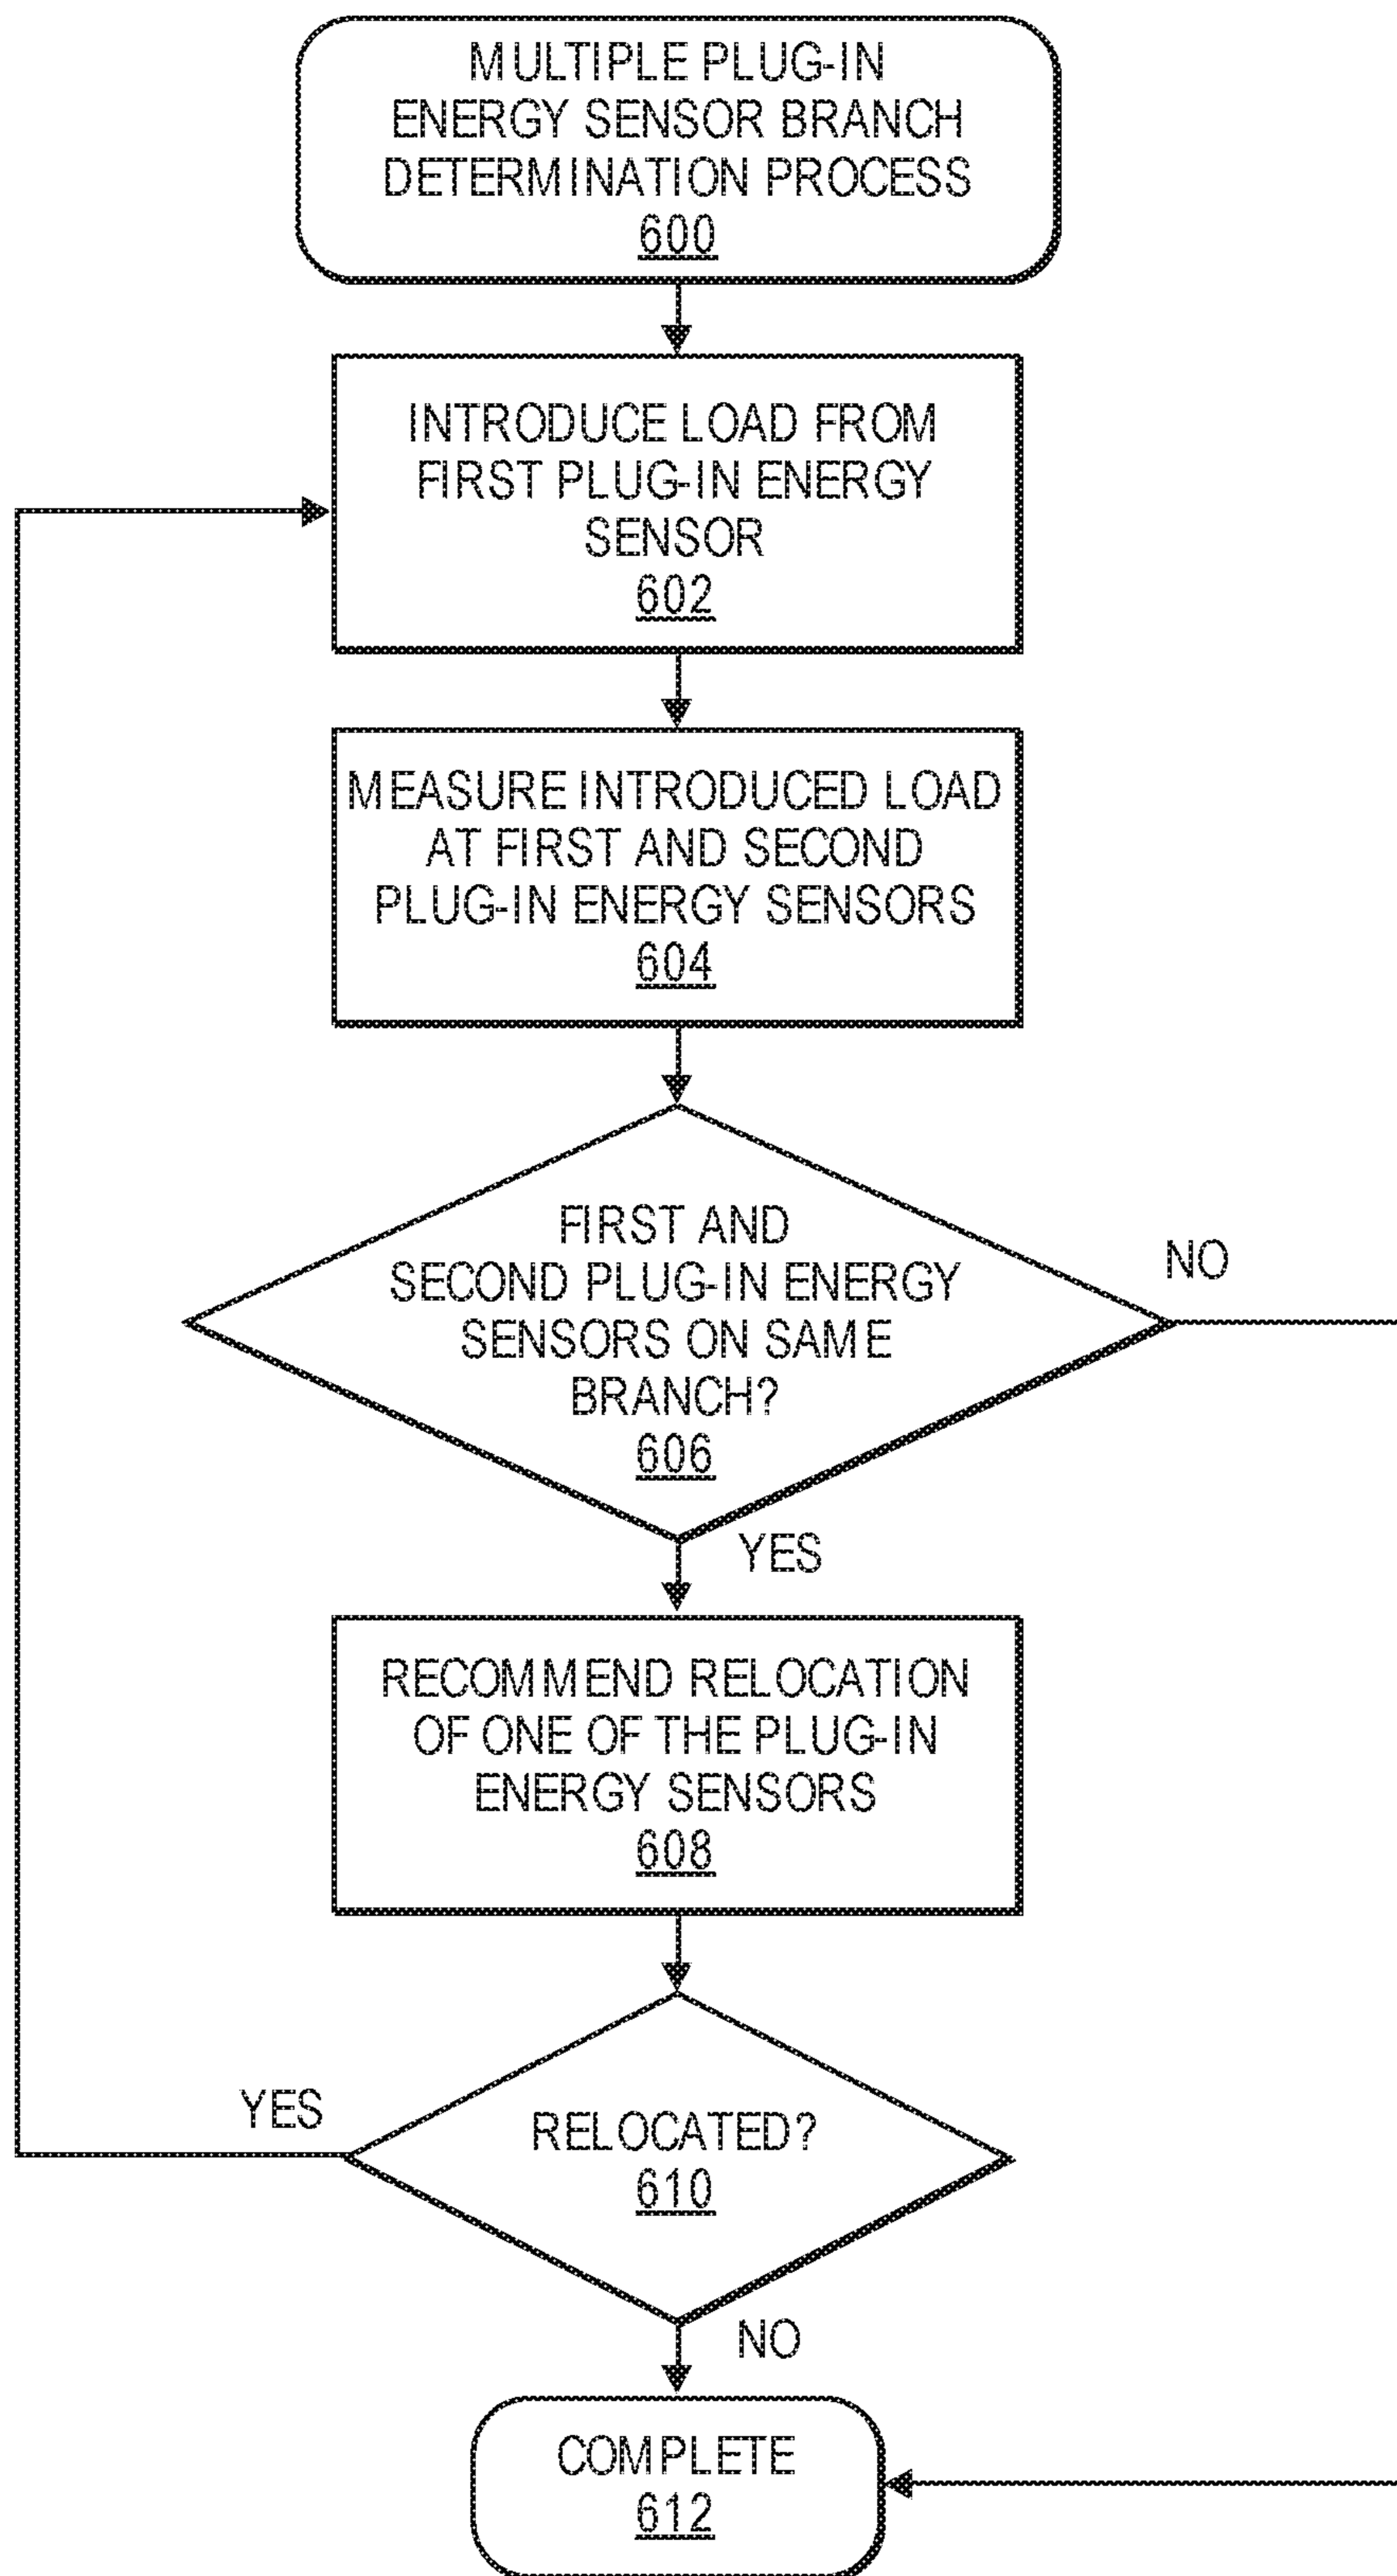 MULTIPLE PLUG-IN
ENERGY SENSOR BRANCH
DETERMINATION PROCESS
600
INTRODUCE LOAD FROM
FIRST PLUG-IN ENERGY
SENSOR
602
MEASURE INTRODUCED LOAD
AT FIRST AND SECOND
PLUG-IN ENERGY SENSORS
604
FIRST AND
SECOND PLUG-IN ENERGY
SENSORS ON SAME
BRANCH?
606
NO
YES
RECOMMEND RELOCATION
OF ONE OF THE PLUG-IN
ENERGY SENSORS
608
YES
RELOCATED?
610
NO
COMPLETE
612